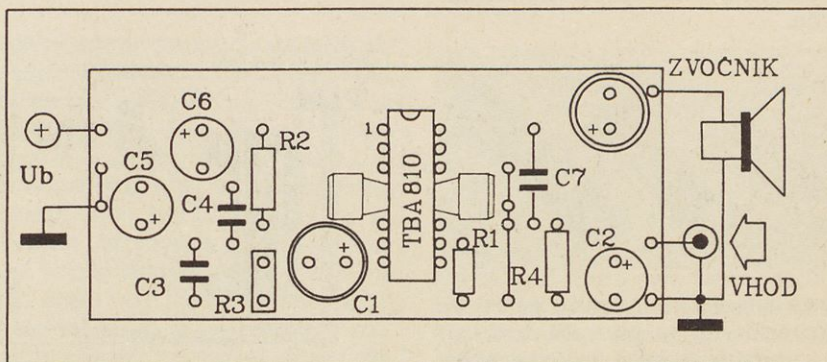 ZVOČNIK
C6
+
1
+
+
R2
Ub
C5
+
C4
TBA810
C7
C3
R3
+
C1
R1
R4
C2
+
VHOD